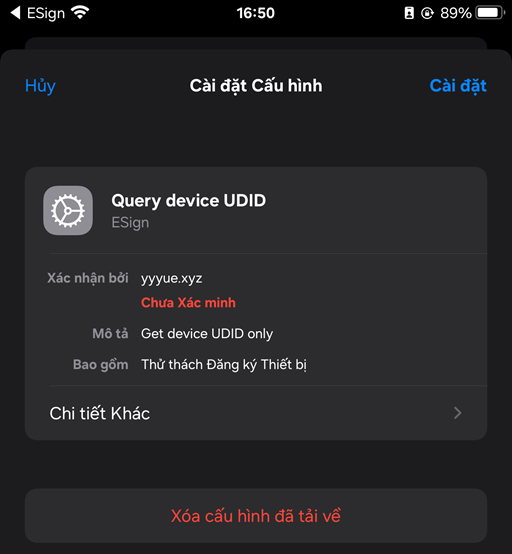 ESign
16:50
89%
Hủy
Cài đặt Cấu hình
Cài đặt
Query device UDID
ESign
Xác nhận bởi yyyue.xyz
Chưa Xác minh
Mô tả Get device UDID only
Bao gồm Thử thách Đăng ký Thiết bị
Chi tiết Khác
Xóa cấu hình đã tải về